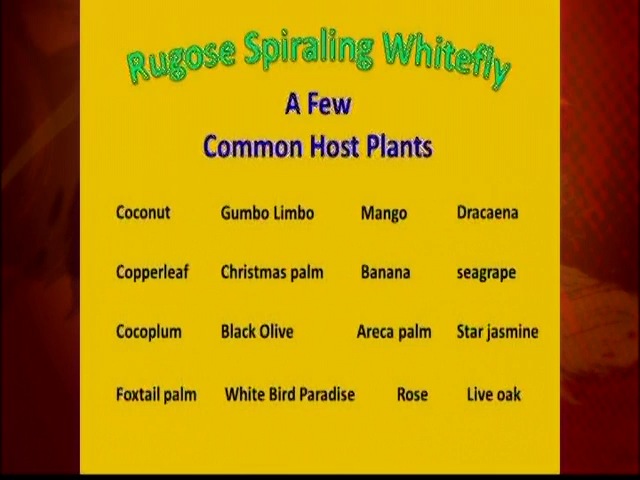 Rugose Spiraling Whitefly
A Few
Common Host Plants
Coconut Gumbo Limbo Mango Dracaena
Copperleaf Christmas palm Banana seagrape
Cocoplum Black Olive Areca palm Star jasmine
Foxtail palm White Bird Paradise Rose Live oak